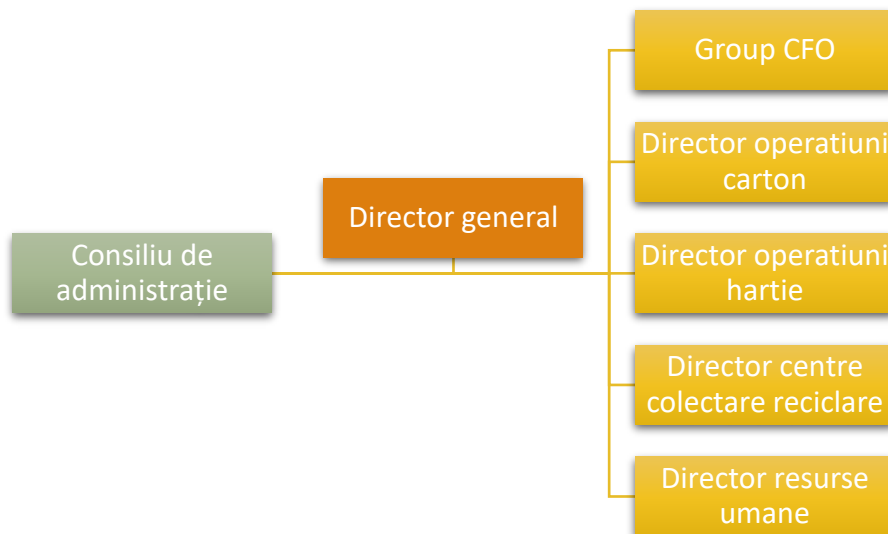 Group CFO
Director operatiuni
carton
Director general
Consiliu de
administrație
Director operatiuni
hartie
Director centre
colectare reciclare
Director resurse
umane